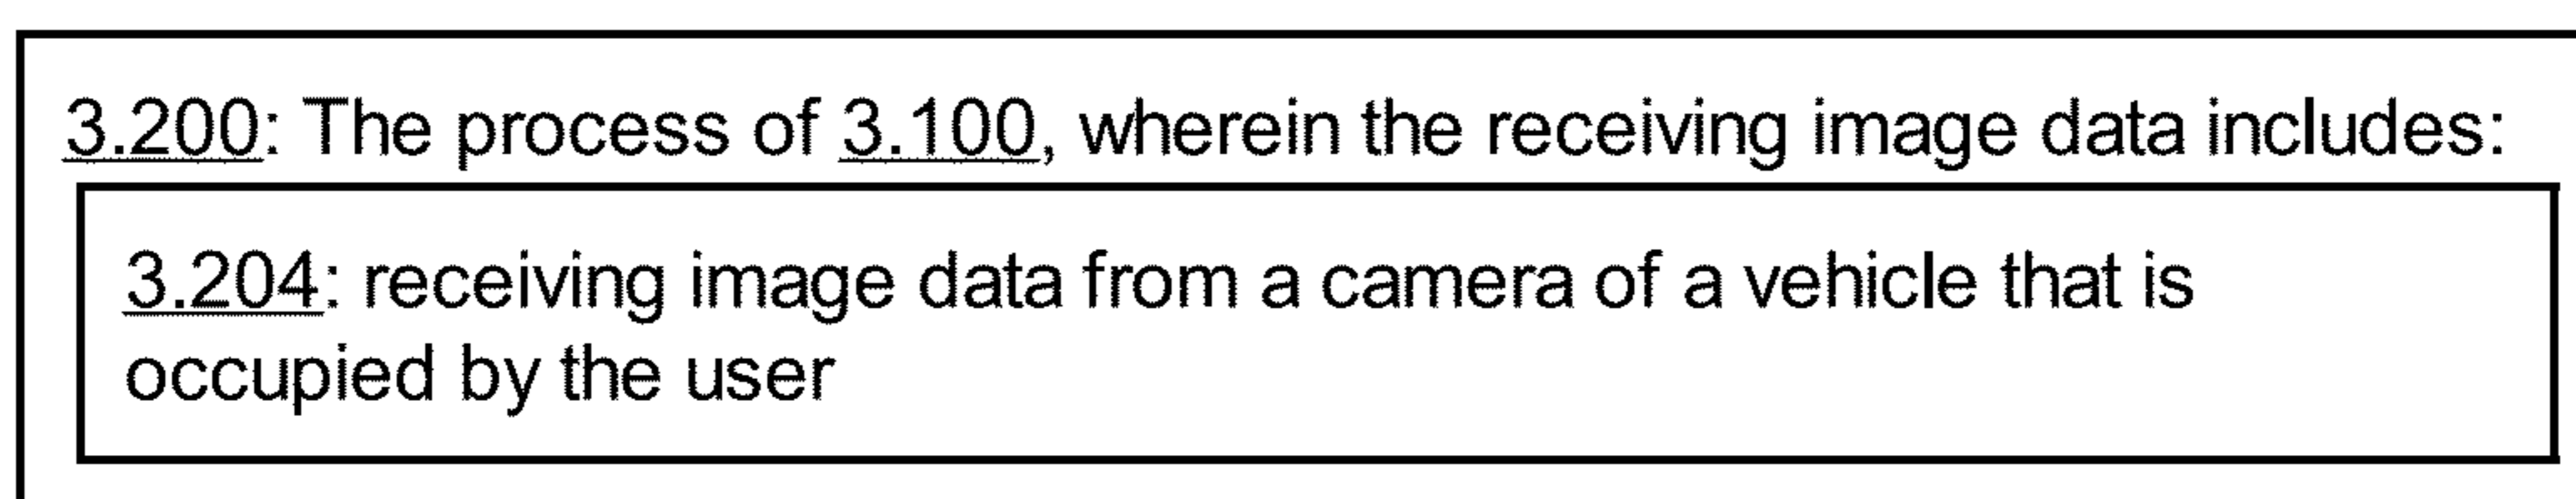 3.200: The process of 3.100, wherein the receiving image data includes:
3.204: receiving image data from a camera of a vehicle that is
occupied by the user